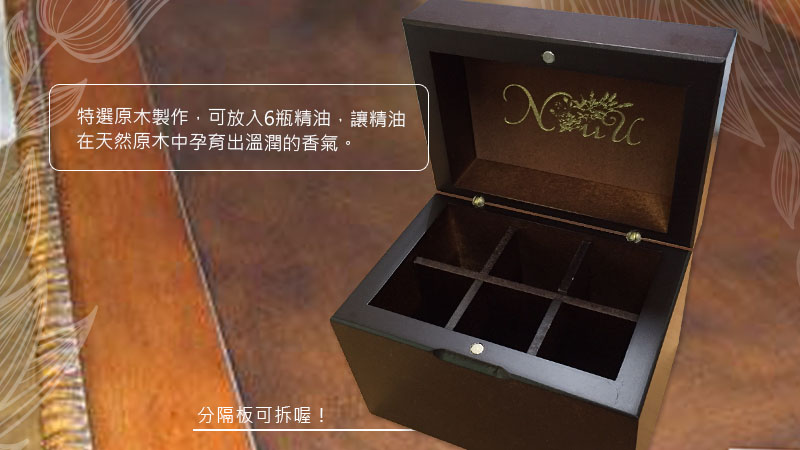 NouU
特選原木製作，可放入6瓶精油，讓精油
在天然原木中孕育出溫潤的香氣。
分隔板可拆喔！